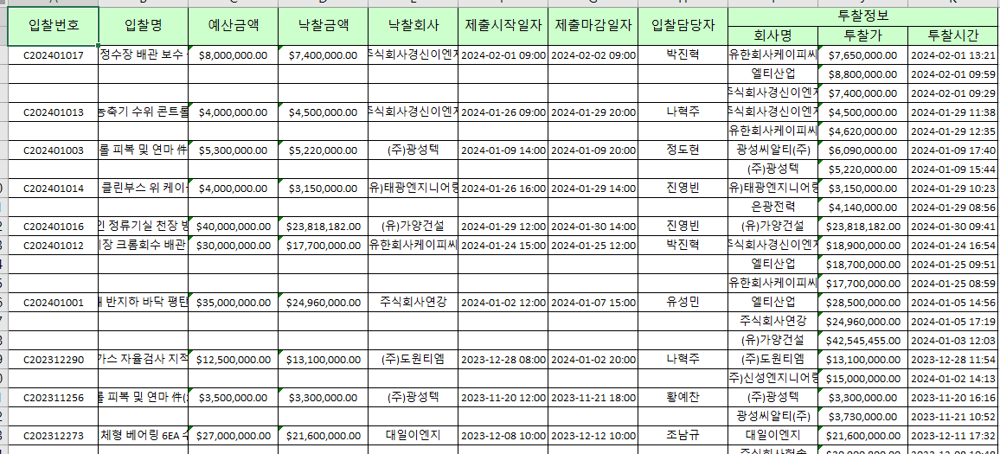 투찰정보
입찰번호 입찰명 예산금액 낙찰금액 낙찰회사 제출시작일자 제출마감일자 입찰담당자 회사명 투찰가 투찰시간
C202401017 정수장 배관 보수 $8,000,000.00 $7,400,000.00 주식회사경신이엔지 2024-02-01 09:00 2024-02-02 09:00 박진혁 유한회사케이피씨 $7,650,000.00 2024-02-01 13:21
엘티산업 $8,800,000.00 2024-02-01 09:59
주식회사경신이엔지 $7,400,000.00 2024-02-01 09:29
C202401013 농축기 수위 콘트롤 $4,000,000.00 $4,500,000.00 주식회사경신이엔지 2024-01-26 09:00 2024-01-29 20:00 나혁주 주식회사경신이엔지 $4,500,000.00 2024-01-29 11:38
유한회사케이피씨 $4,620,000.00 2024-01-29 12:35
C202401003 롤 피복 및 연마 件 $5,300,000.00 $5,220,000.00 (주)광성텍 2024-01-09 14:00 2024-01-09 20:00 정도현 광성씨알티(주) $6,090,000.00 2024-01-09 17:40
(주)광성텍 $5,220,000.00 2024-01-09 15:44
C202401014 클린부스 위 케이블 $4,000,000.00 $3,150,000.00 유)태광엔지니어링 2024-01-26 16:00 2024-01-29 14:00 진영빈 유)태광엔지니어링 $3,150,000.00 2024-01-29 10:23
은광전력 $4,140,000.00 2024-01-29 08:56
C202401016 인 정류기실 천장 방 $40,000,000.00 $23,818,182.00 (유)가양건설 2024-01-29 12:00 2024-01-30 14:00 진영빈 (유)가양건설 $23,818,182.00 2024-01-30 09:41
C202401012 장 크롬회수 배관 $30,000,000.00 $17,700,000.00 유한회사케이피씨 2024-01-24 15:00 2024-01-25 12:00 박진혁 주식회사경신이엔지 $18,900,000.00 2024-01-24 16:54
엘티산업 $18,700,000.00 2024-01-25 09:51
유한회사케이피씨 $17,700,000.00 2024-01-25 08:59
C202401001 반지하 바닥 평탄 $35,000,000.00 $24,960,000.00 주식회사연강 2024-01-02 12:00 2024-01-07 15:00 유성민 엘티산업 $28,500,000.00 2024-01-05 14:56
주식회사연강 $24,960,000.00 2024-01-05 17:19
(유)가양건설 $42,545,455.00 2024-01-03 12:03
C202312290 가스 자율검사 지적 $12,500,000.00 $13,100,000.00 (주)도원티엠 2023-12-28 08:00 2024-01-02 20:00 나혁주 (주)도원티엠 $13,100,000.00 2023-12-28 11:54
주)신성엔지니어링 $15,000,000.00 2024-01-02 14:13
C202311256 롤 피복 및 연마 件( $3,500,000.00 $3,300,000.00 (주)광성텍 2023-11-20 12:00 2023-11-21 18:00 황예찬 (주)광성텍 $3,300,000.00 2023-11-20 16:16
광성씨알티(주) $3,730,000.00 2023-11-21 10:52
C202312273 체형 베어링 6EA $27,000,000.00 $21,600,000.00 대일이엔지 2023-12-08 10:00 2023-12-12 10:00 조남규 대일이엔지 $21,600,000.00 2023-12-11 17:32